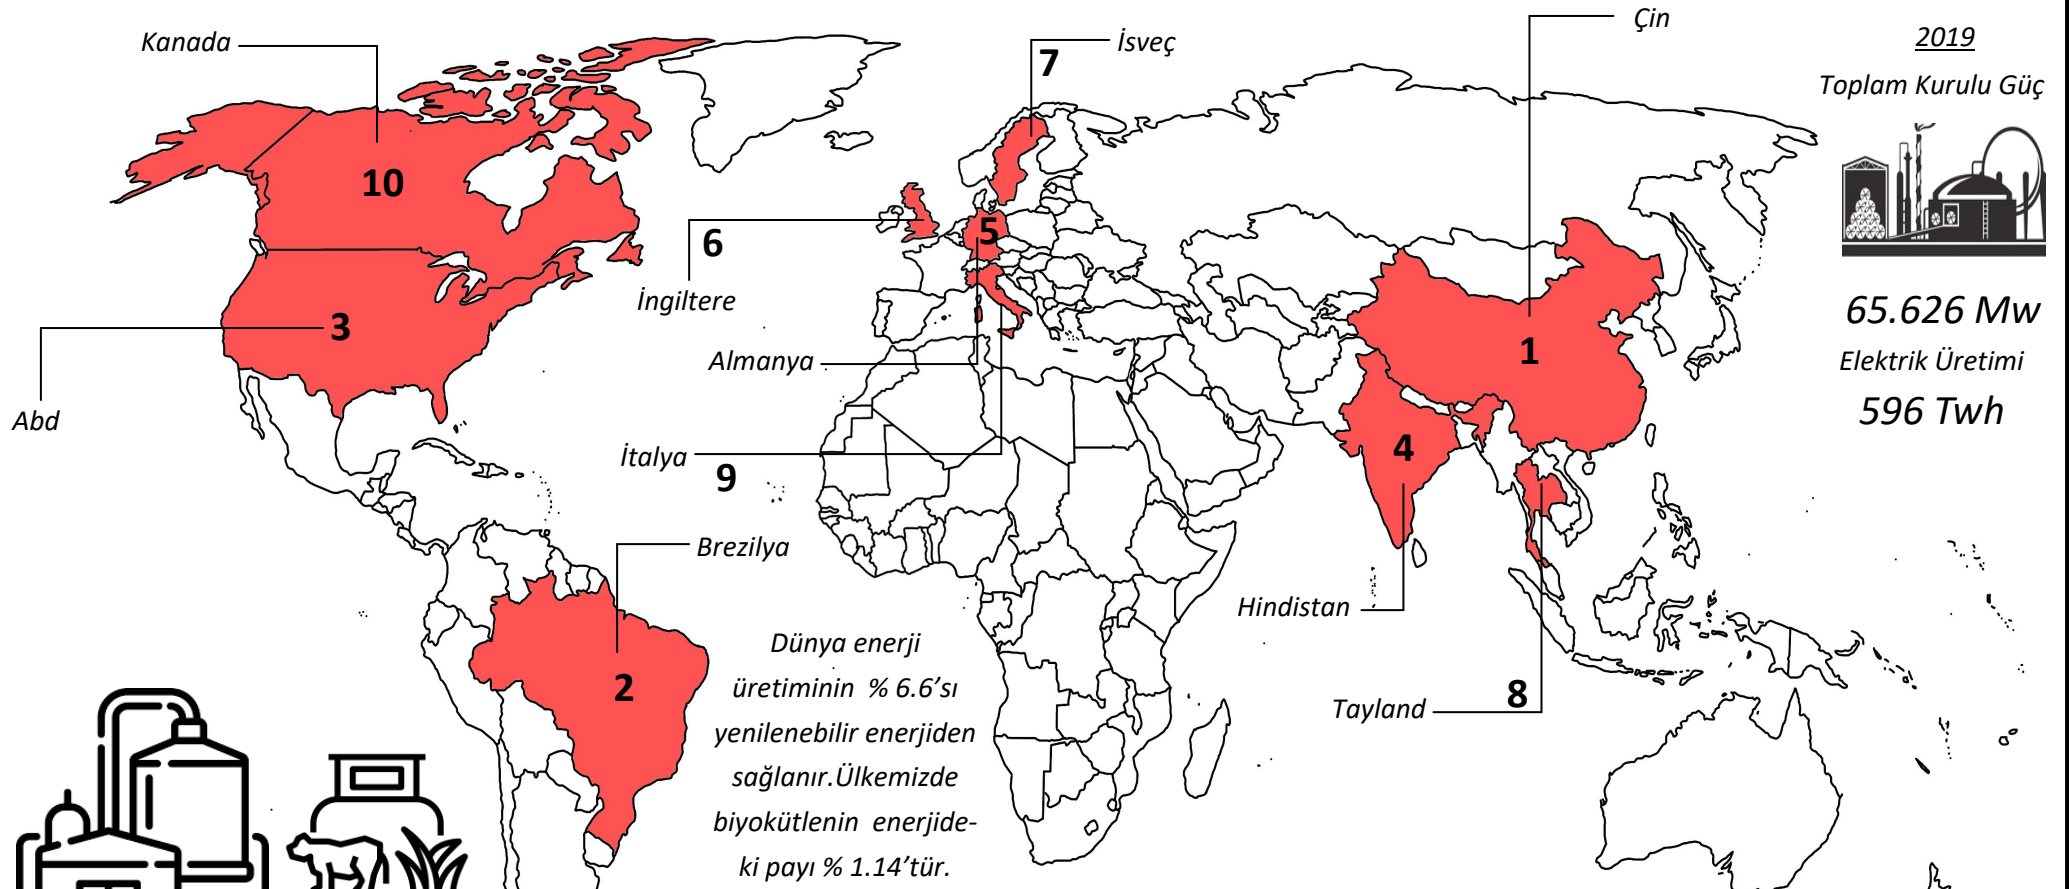 Kanada
10
Abd
3
Brezilya
2
İsveç
7
İngiltere
6
5
Almanya
İtalya
9
Çin
1
Hindistan
4
Tayland
8
2019
Toplam Kurulu Güç
65.626 Mw
Elektrik Üretimi
596 Twh
Dünya enerji
üretiminin % 6.6’sı
yenilenebilir enerjiden
sağlanır.Ülkemizde
biyokütlenin enerjide-
ki payı % 1.14’tür.